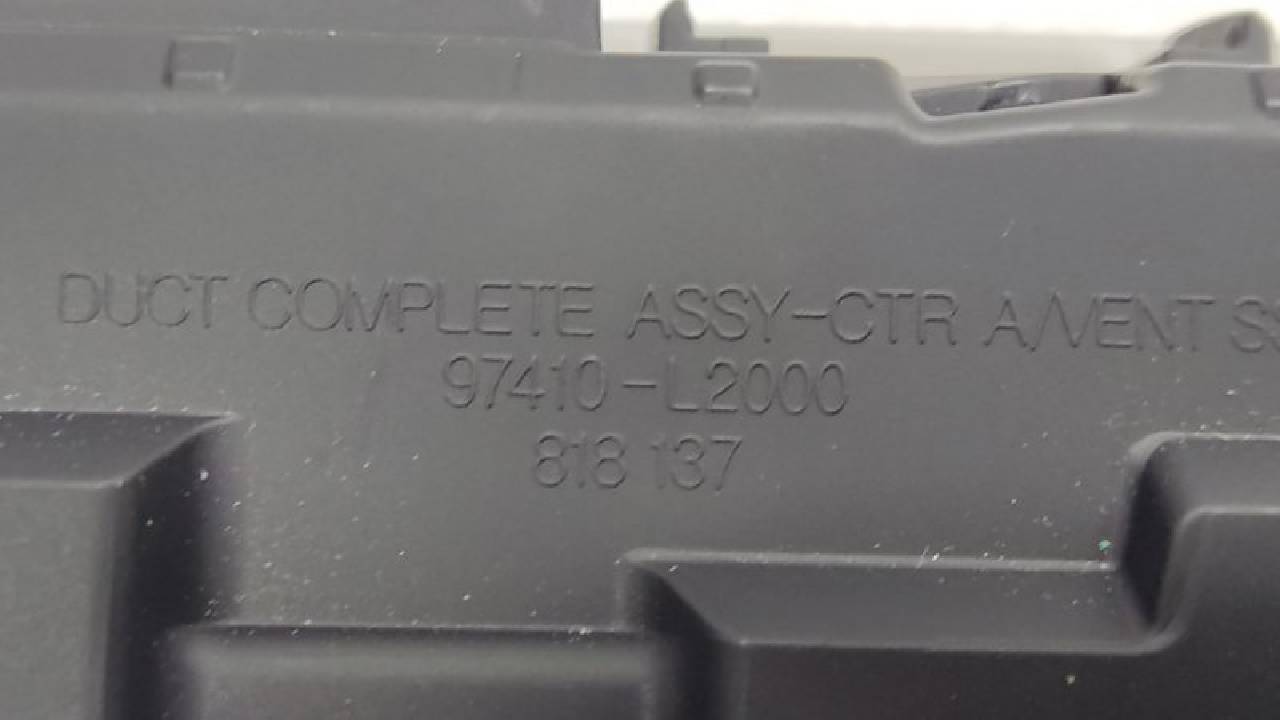 DUCT COMPLETE ASSY-CTR A/VENT
97410-L2000
818 137